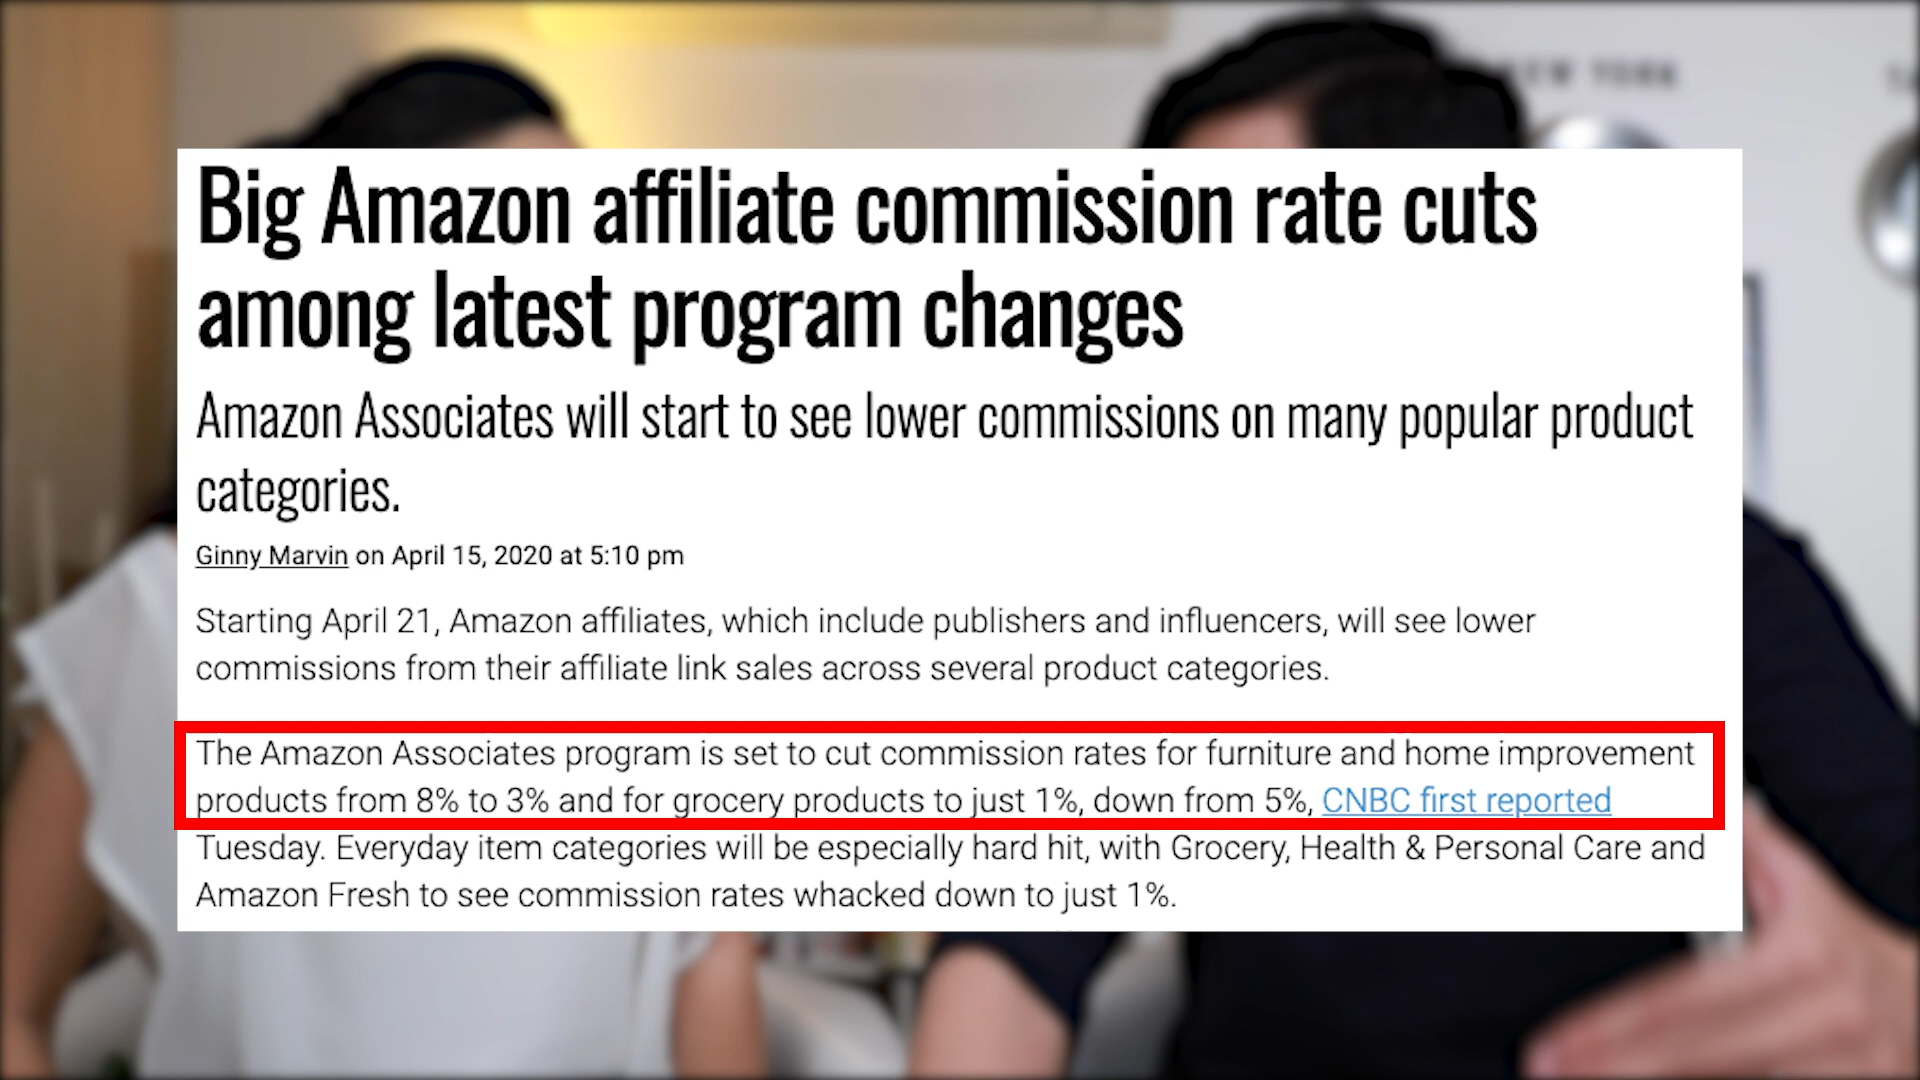 NEW YORK
Big Amazon affiliate commission rate cuts
among latest program changes
Amazon Associates will start to see lower commissions on many popular product
categories.
Ginny Marvin on April 15, 2020 at 5:10 pm
Starting April 21, Amazon affiliates, which include publishers and influencers, will see lower
commissions from their affiliate link sales across several product categories.
The Amazon Associates program is set to cut commission rates for furniture and home improvement
products from 8% to 3% and for grocery products to just 1%, down from 5%, CNBC first reported
Tuesday. Everyday item categories will be especially hard hit, with Grocery, Health & Personal Care and
Amazon Fresh to see commission rates whacked down to just 1%.